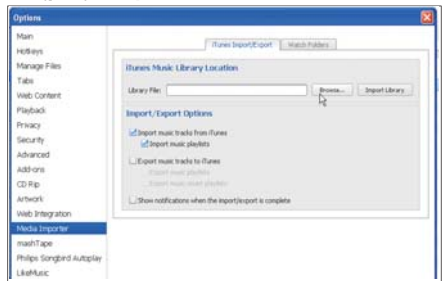 Options
Main
Hotkeys
Manage Files
Tabs
Web Content
Playback
Privacy
Security
Advanced
Add-ons
CD Rip
Artwork
Web Integration
Media Importer
mashTape
Philips Songbird Autoplay
LikeMusic
iTunes Import/Export Watch Folders
iTunes Music Library Location
Library File: Browse... Import Library
Import/Export Options
Import music tracks from iTunes
Import music playlists
Export music tracks to iTunes
Export music playlists
Export music smart playlists
Show notifications when the import/export is complete